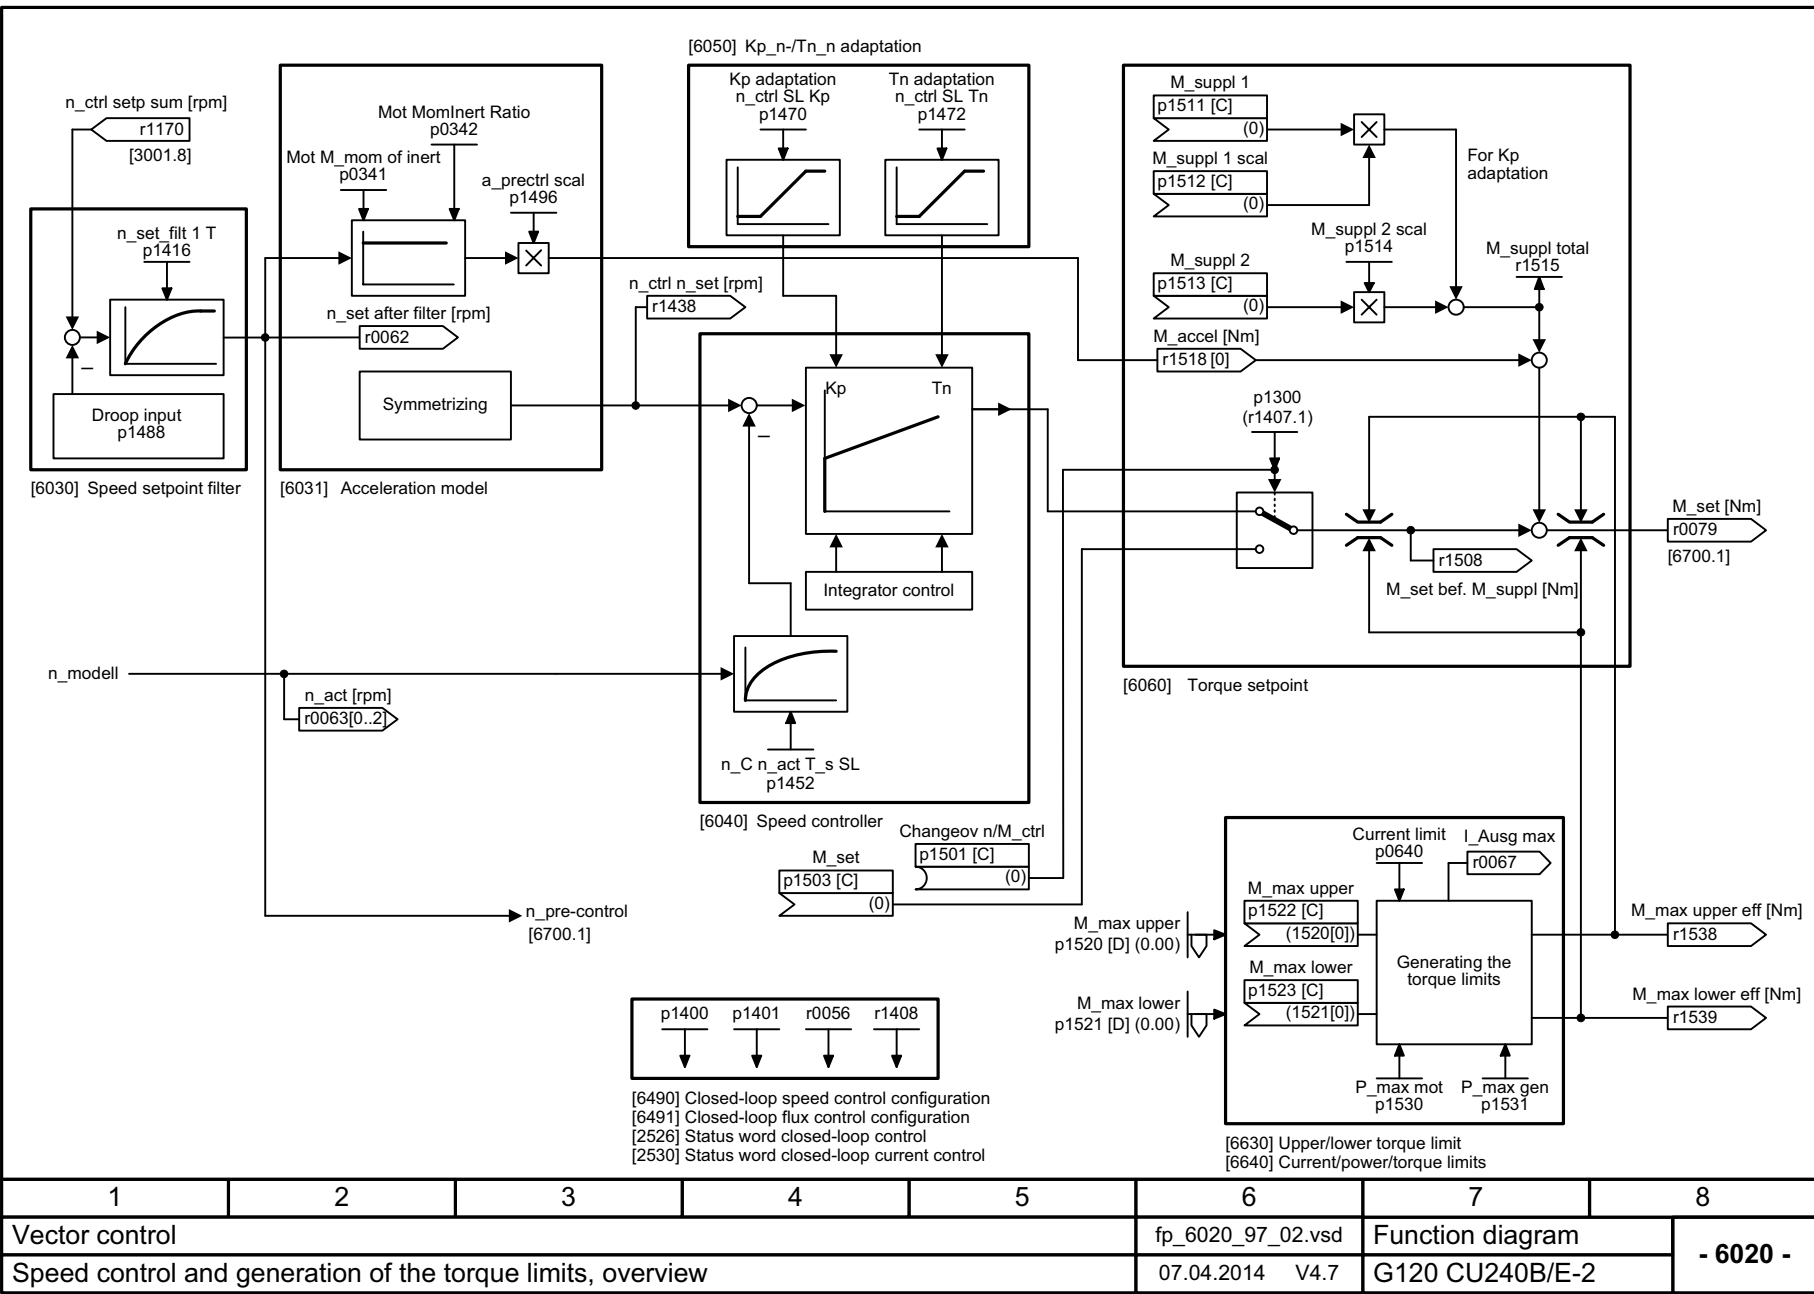 [6050] Kp_n-/Tn_n adaptation
n_ctrl setp sum [rpm]
r1170
[3001.8]
n_set_filt 1 T
p1416
Droop input
p1488
–
[6030] Speed setpoint filter
Mot MomInert Ratio
p0342
Mot M_mom of inert
p0341
a_prectrl scal
p1496
n_set after filter [rpm]
r0062
Symmetrizing
[6031] Acceleration model
Kp adaptation
n_ctrl SL Kp
p1470
Tn adaptation
n_ctrl SL Tn
p1472
n_ctrl n_set [rpm]
r1438
Kp
Tn
–
Integrator control
n_C n_act T_s SL
p1452
[6040] Speed controller
n_modell
n_act [rpm]
r0063[0..2]
n_pre-control
[6700.1]
M_suppl 1
p1511 [C]
(0)
M_suppl 1 scal
p1512 [C]
(0)
For Kp
adaptation
M_suppl 2 scal
p1514
M_suppl 2
p1513 [C]
(0)
M_suppl total
r1515
M_accel [Nm]
r1518 [0]
p1300
(r1407.1)
r1508
M_set bef. M_suppl [Nm]
M_set [Nm]
r0079
[6700.1]
[6060] Torque setpoint
Changeov n/M_ctrl
p1501 [C]
(0)
M_set
p1503 [C]
(0)
Current limit
p0640
I_Ausg max
r0067
M_max upper
p1522 [C]
(1520[0])
M_max upper
p1520 [D] (0.00)
M_max lower
p1523 [C]
(1521[0])
M_max lower
p1521 [D] (0.00)
Generating the
torque limits
M_max upper eff [Nm]
r1538
M_max lower eff [Nm]
r1539
P_max mot
p1530
P_max gen
p1531
[6630] Upper/lower torque limit
[6640] Current/power/torque limits
p1400 p1401 r0056 r1408
[6490] Closed-loop speed control configuration
[6491] Closed-loop flux control configuration
[2526] Status word closed-loop control
[2530] Status word closed-loop current control
1 2 3 4 5 6 7 8
Vector control
fp_6020_97_02.vsd
Function diagram
- 6020 -
Speed control and generation of the torque limits, overview
07.04.2014 V4.7
G120 CU240B/E-2